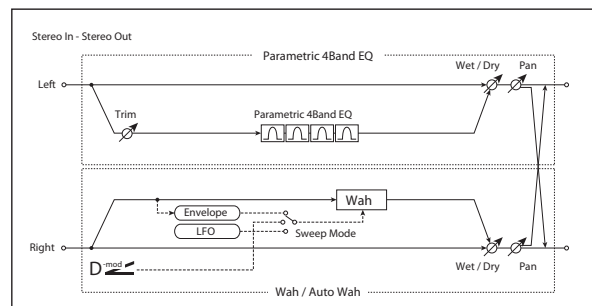 Stereo In - Stereo Out
Parametric 4Band EQ
Wet / Dry
Pan
Left
Trim
Parametric 4Band EQ
Wah
Envelope
LFO
Sweep Mode
Right
D-mod
Wet / Dry
Pan
Wah / Auto Wah